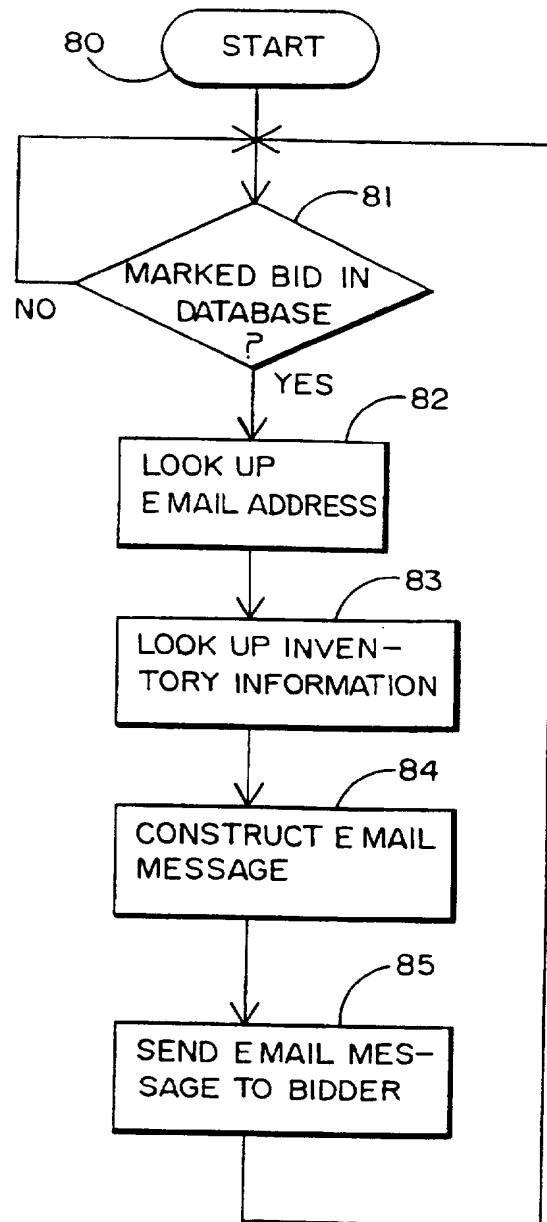 80
START
81
MARKED BID IN
DATABASE
?
NO
YES
82
LOOK UP
E MAIL ADDRESS
83
LOOK UP INVEN-
TORY INFORMATION
84
CONSTRUCT E MAIL
MESSAGE
85
SEND E MAIL MES-
SAGE TO BIDDER